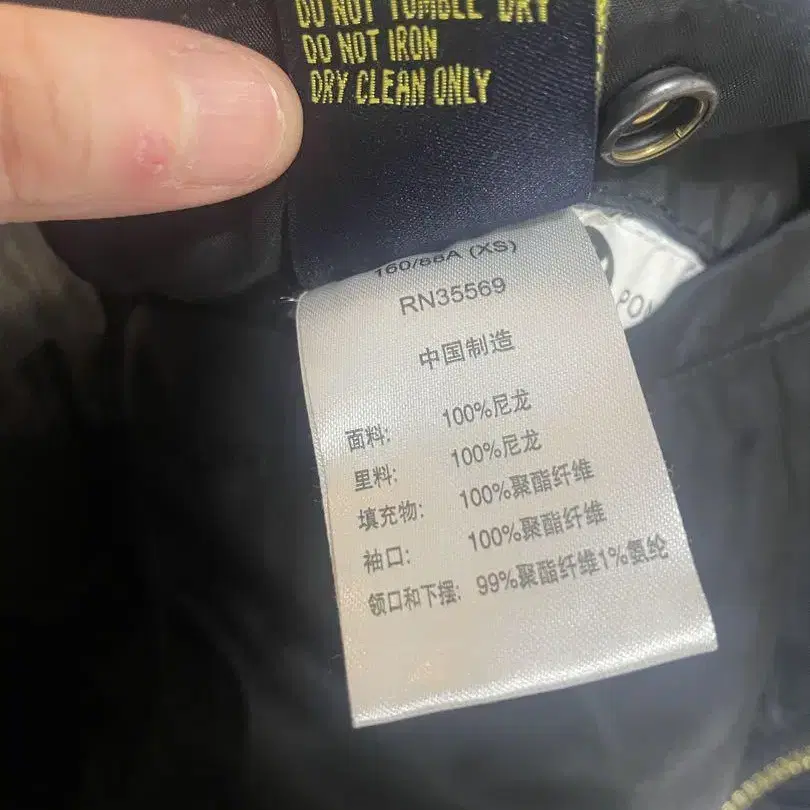 DO NOT TUMBLE DRY
DO NOT IRON
DRY CLEAN ONLY
160/88A (XS)
RN35569
中国制造
面料: 100%尼龙
里料: 100%尼龙
填充物: 100%聚酯纤维
袖口: 100%聚酯纤维
领口和下摆: 99%聚酯纤维1%氨纶